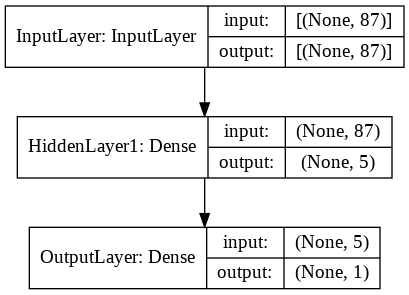 InputLayer: InputLayer
input: [(None, 87)]
output: [(None, 87)]
HiddenLayer1: Dense
input: (None, 87)
output: (None, 5)
OutputLayer: Dense
input: (None, 5)
output: (None, 1)